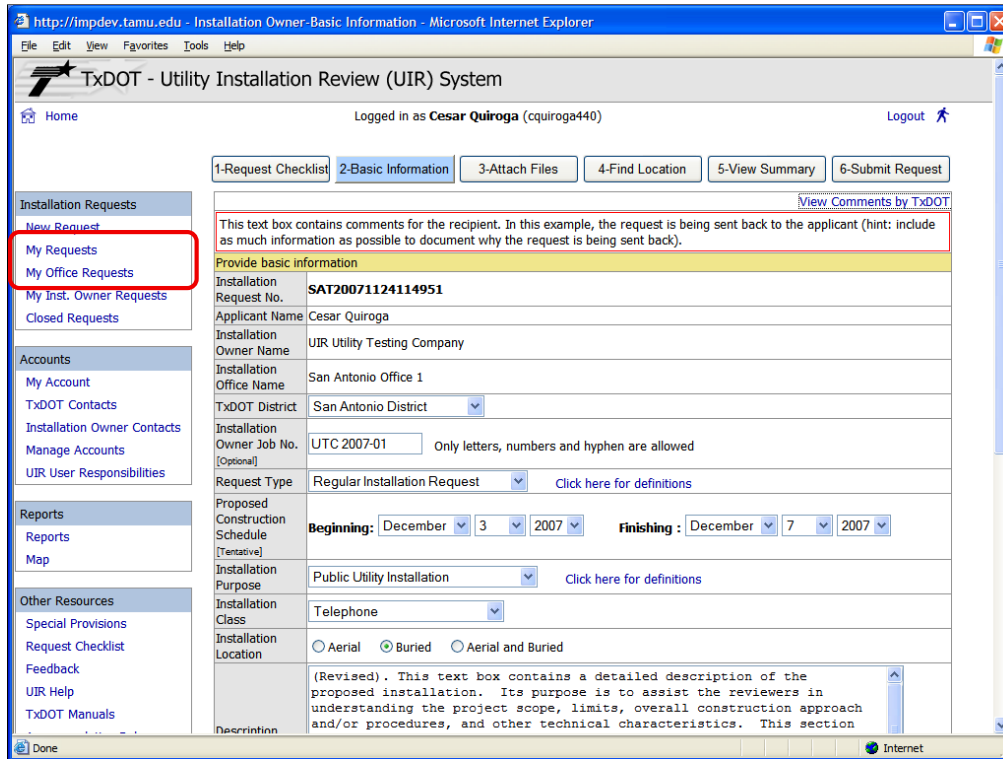 http://impdev.tamu.edu - Installation Owner-Basic Information - Microsoft Internet Explorer
File Edit View Favorites Tools Help
TxDOT - Utility Installation Review (UIR) System
Home
Logged in as Cesar Quiroga (cquiroga440)
Logout
1-Request Checklist
2-Basic Information
3-Attach Files
4-Find Location
5-View Summary
6-Submit Request
Installation Requests
New Request
My Requests
My Office Requests
My Inst. Owner Requests
Closed Requests
Accounts
My Account
TxDOT Contacts
Installation Owner Contacts
Manage Accounts
UIR User Responsibilities
Reports
Reports
Map
Other Resources
Special Provisions
Request Checklist
Feedback
UIR Help
TxDOT Manuals
View Comments by TxDOT
This text box contains comments for the recipient. In this example, the request is being sent back to the applicant (hint: include
as much information as possible to document why the request is being sent back).
Provide basic information
Installation
Request No.
SAT20071124114951
Applicant Name
Cesar Quiroga
Installation
Owner Name
UIR Utility Testing Company
Installation
Office Name
San Antonio Office 1
TxDOT District
San Antonio District
Installation
Owner Job No.
[Optional]
UTC 2007-01
Only letters, numbers and hyphen are allowed
Request Type
Regular Installation Request
Click here for definitions
Proposed
Construction
Schedule
[Tentative]
Beginning: December 3 2007 Finishing : December 7 2007
Installation
Purpose
Public Utility Installation
Click here for definitions
Installation
Class
Telephone
Installation
Location
Aerial Buried Aerial and Buried
Description
(Revised). This text box contains a detailed description of the
proposed installation. Its purpose is to assist the reviewers in
understanding the project scope, limits, overall construction approach
and/or procedures, and other technical characteristics. This section
Done
Internet